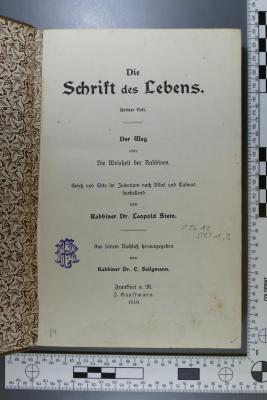 Die
Schrift des Lebens.
Dritter Teil.
Der Weg
oder
Die Weisheit der Rabbinen.
Gesetz und Sitte im Judentum nach Bibel und Talmud
darstellend
von
Rabbiner Dr. Leopold Stein.
Aus seinem Nachlaß herausgegeben
von
Rabbiner Dr. C. Seligmann.
Frankfurt a. M.
J. Kauffmann.
1910